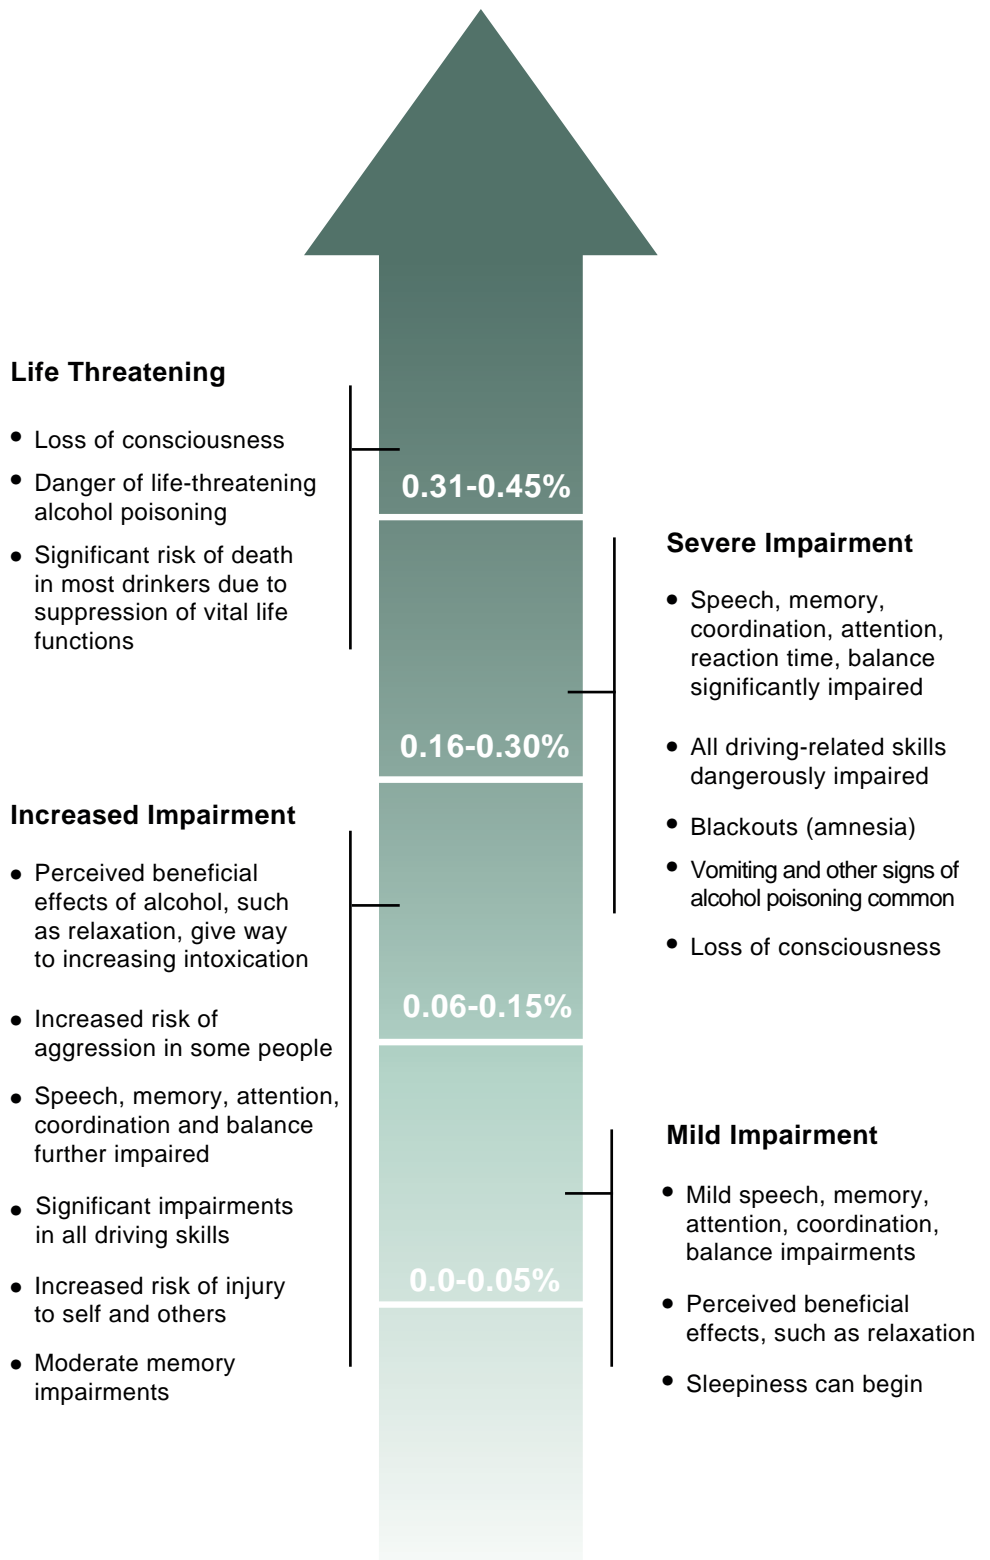 Life Threatening
• Loss of consciousness
• Danger of life-threatening
alcohol poisoning
• Significant risk of death
in most drinkers due to
suppression of vital life
functions
0.31-0.45%
Severe Impairment
• Speech, memory,
coordination, attention,
reaction time, balance
significantly impaired
• All driving-related skills
dangerously impaired
• Blackouts (amnesia)
• Vomiting and other signs of
alcohol poisoning common
• Loss of consciousness
0.16-0.30%
Increased Impairment
• Perceived beneficial
effects of alcohol, such
as relaxation, give way
to increasing intoxication
• Increased risk of
aggression in some people
• Speech, memory, attention,
coordination and balance
further impaired
• Significant impairments
in all driving skills
• Increased risk of injury
to self and others
• Moderate memory
impairments
0.06-0.15%
Mild Impairment
• Mild speech, memory,
attention, coordination,
balance impairments
• Perceived beneficial
effects, such as relaxation
• Sleepiness can begin
0.0-0.05%